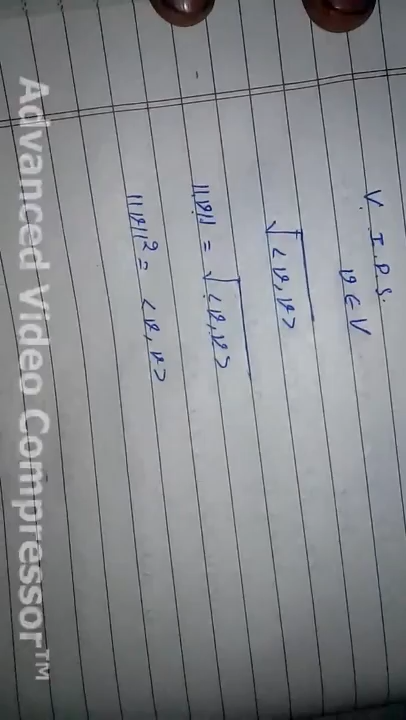 V. I.P.S.
v ∈ V
√<v,v>
||v|| = √<v,v>
||v||² = <v,v>
Advanced Video Compressor™